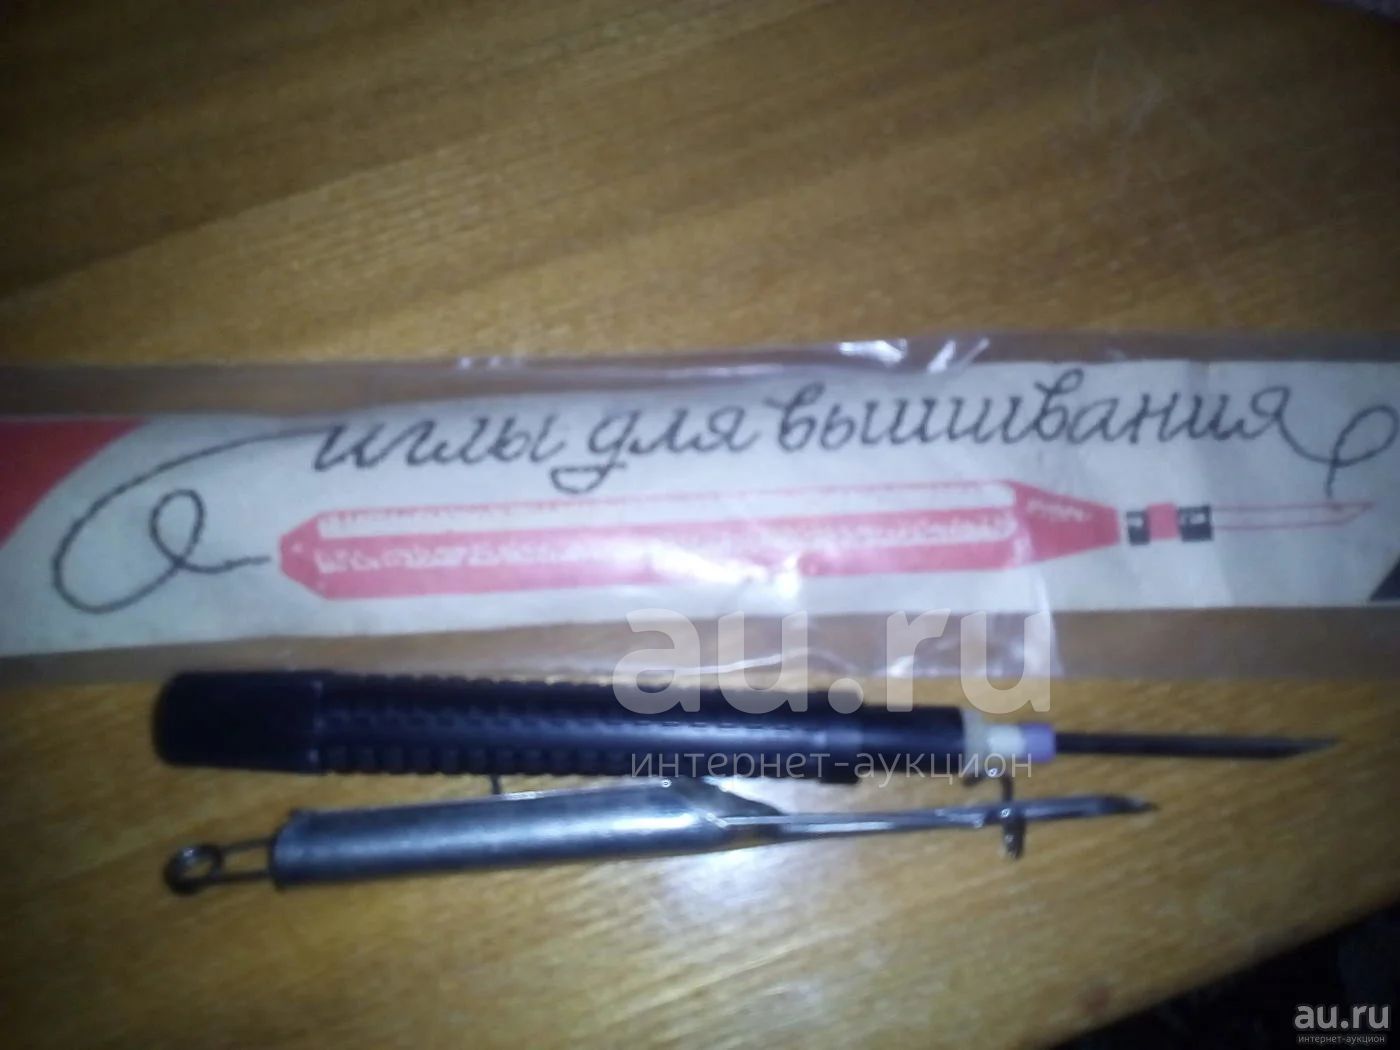 иглы для вышивания
au.ru
интернет-аукцион
au.ru
интернет-аукцион